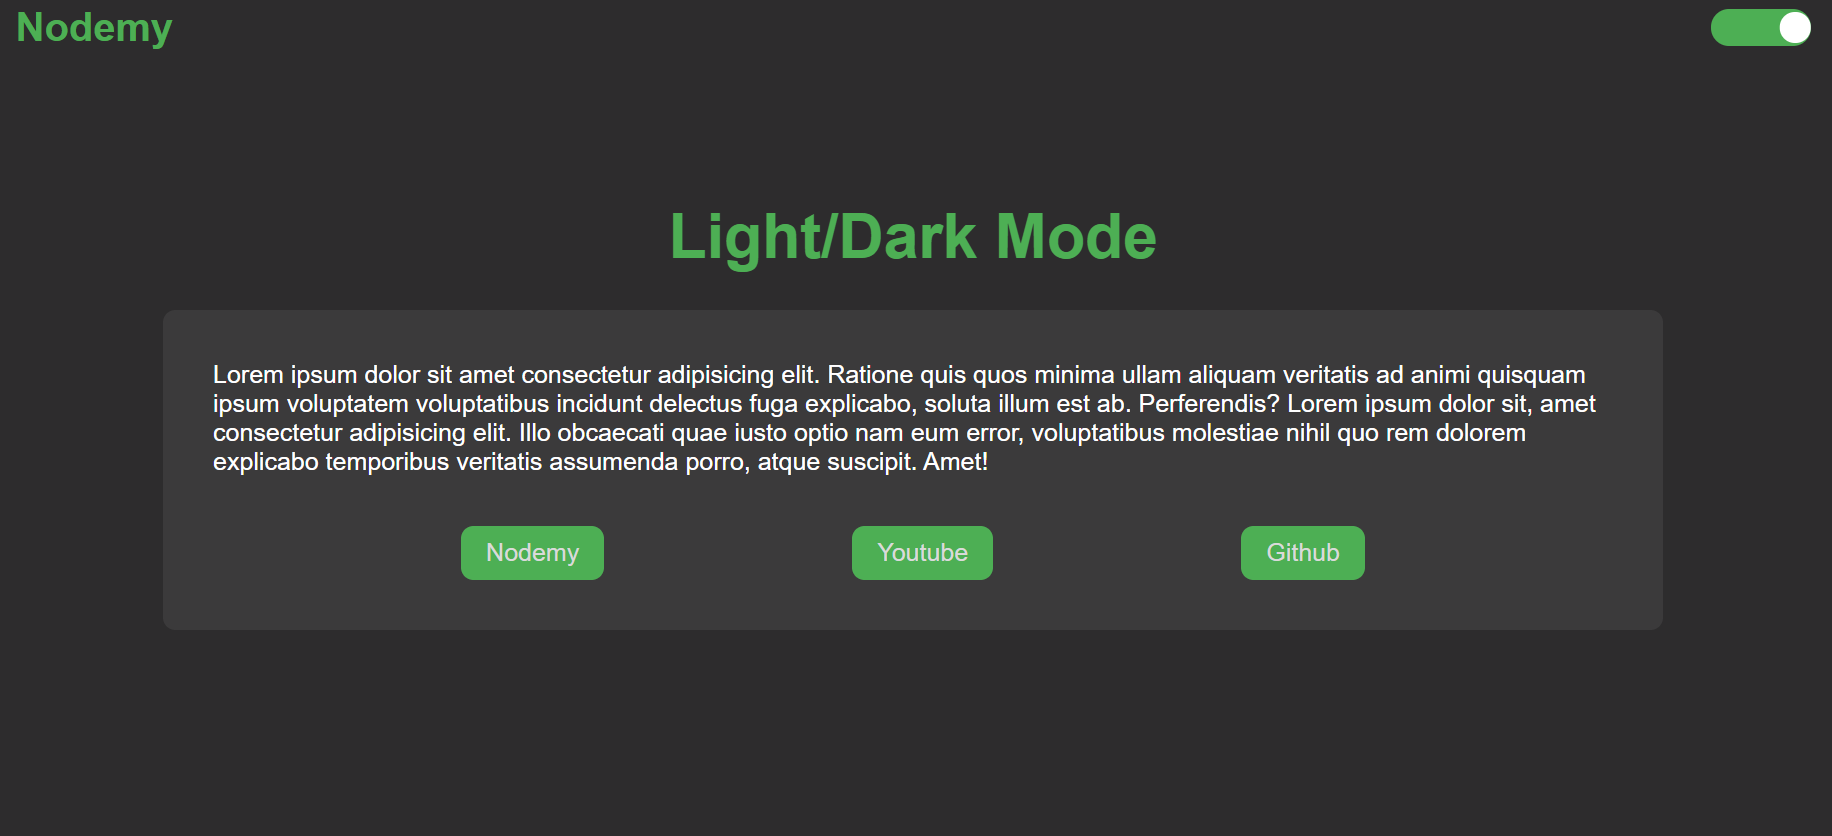 Nodemy
Light/Dark Mode
Lorem ipsum dolor sit amet consectetur adipisicing elit. Ratione quis quos minima ullam aliquam veritatis ad animi quisquam
ipsum voluptatem voluptatibus incidunt delectus fuga explicabo, soluta illum est ab. Perferendis? Lorem ipsum dolor sit, amet
consectetur adipisicing elit. Illo obcaecati quae iusto optio nam eum error, voluptatibus molestiae nihil quo rem dolorem
explicabo temporibus veritatis assumenda porro, atque suscipit. Amet!
Nodemy Youtube Github